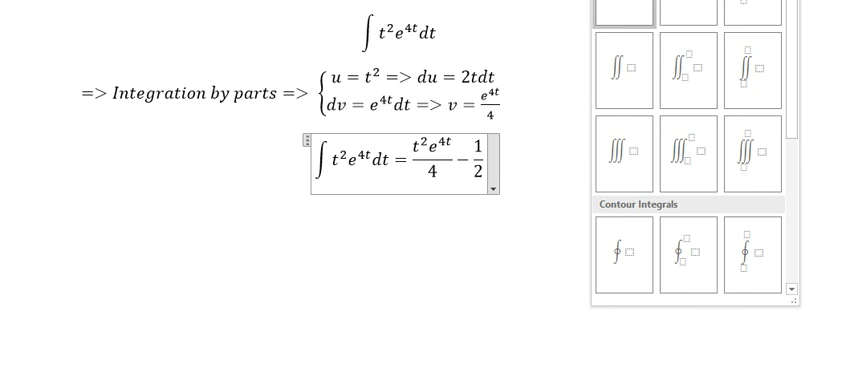 ∫ t²e⁴ᵗdt
=> Integration by parts => { u = t² => du = 2tdt
dv = e⁴ᵗdt => v = e⁴ᵗ/4
∫ t²e⁴ᵗdt = t²e⁴ᵗ/4 − 1/2
Contour Integrals